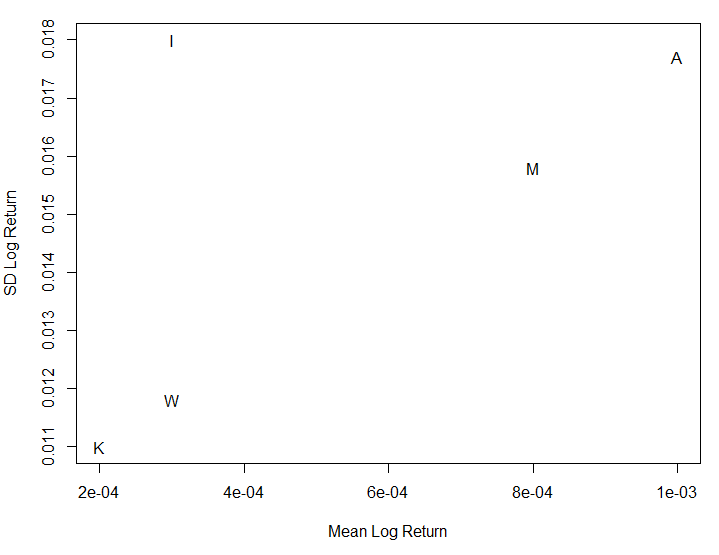 SD Log Return
0.018
0.017
0.016
0.015
0.014
0.013
0.012
0.011
I
A
M
W
K
2e-04 4e-04 6e-04 8e-04 1e-03
Mean Log Return